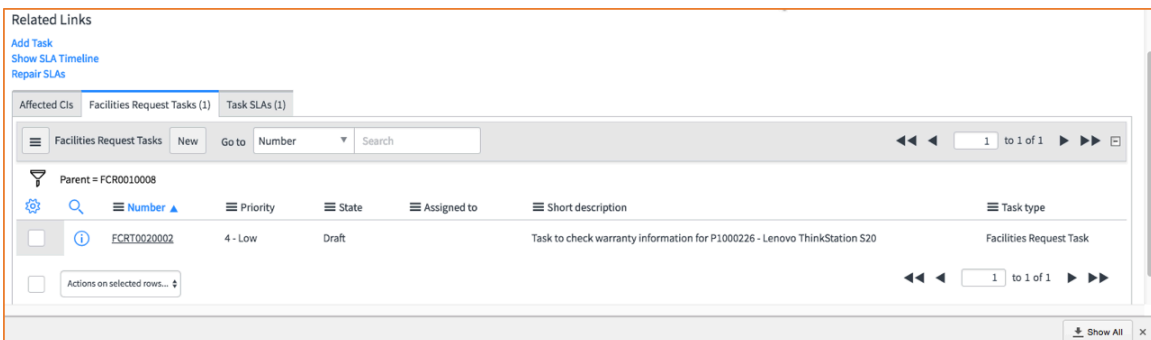 Related Links
Add Task
Show SLA Timeline
Repair SLAs
Affected CIs Facilities Request Tasks (1) Task SLAs (1)
Facilities Request Tasks New Go to Number Search 1 to 1 of 1
Parent = FCR0010008
Number Priority State Assigned to Short description Task type
FCRT0020002 4 - Low Draft Task to check warranty information for P1000226 - Lenovo ThinkStation S20 Facilities Request Task
Actions on selected rows... 1 to 1 of 1
Show All